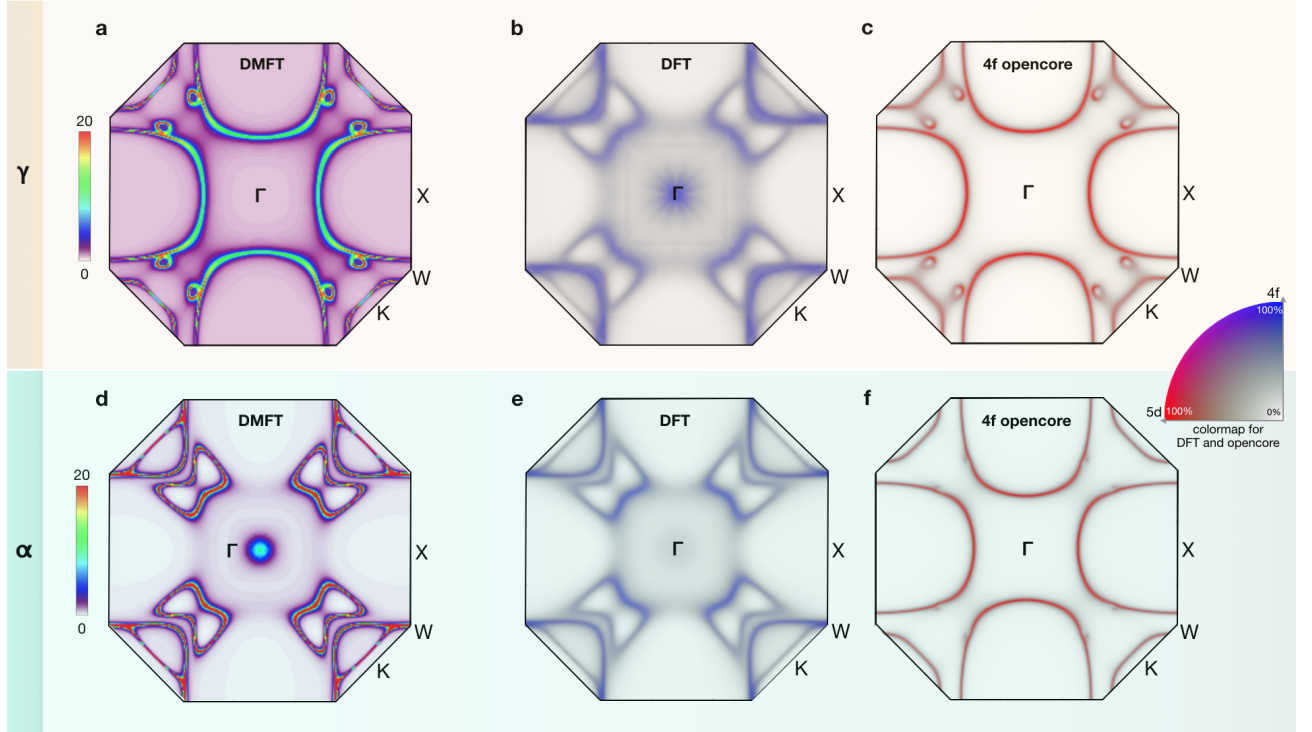 a
DMFT
b
DFT
c
4f opencore
20
0
γ
Γ
X
W
K
Γ
X
W
K
Γ
X
W
K
4f
100%
5d
100%
0%
colormap for
DFT and opencore
d
DMFT
e
DFT
f
4f opencore
20
0
α
Γ
X
W
K
Γ
X
W
K
Γ
X
W
K